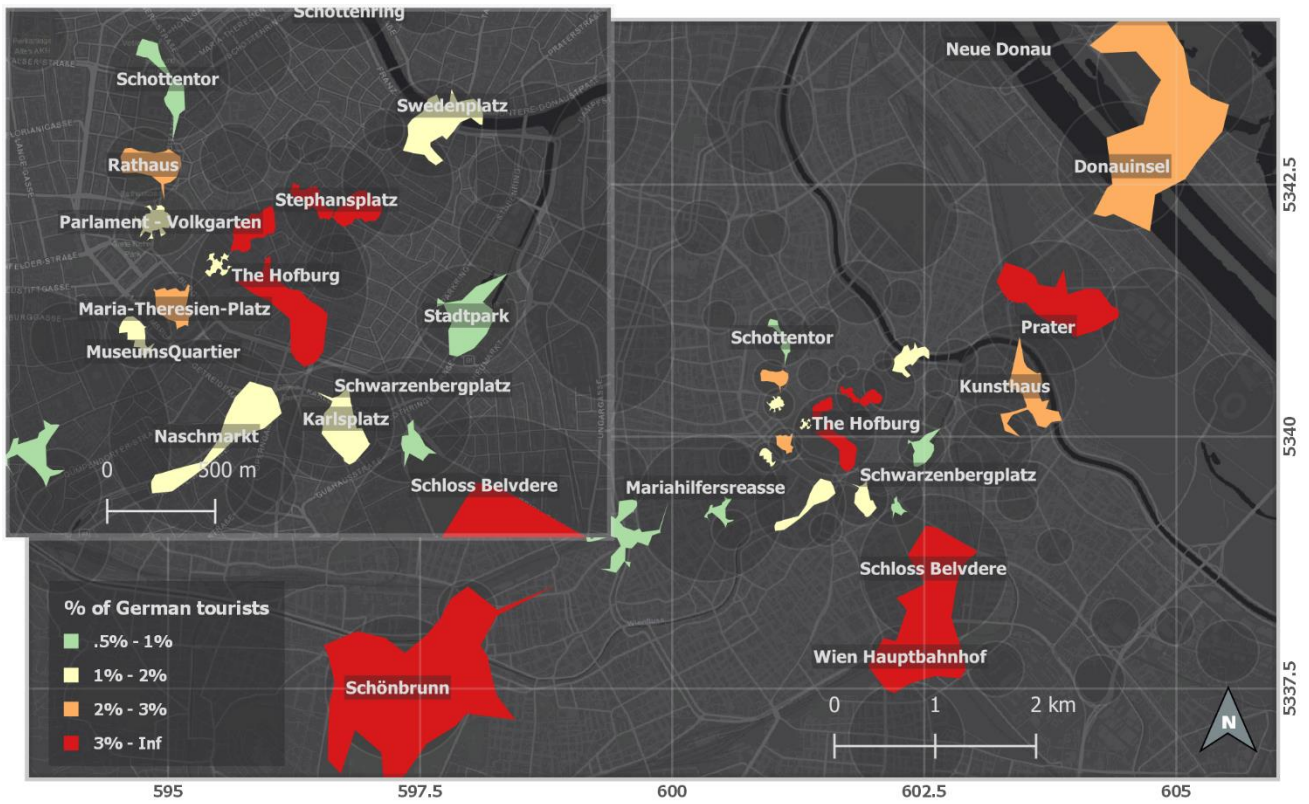 Schottenring
Schottentor
Swedenplatz
Rathaus
Stephansplatz
Parlament - Volkgarten
The Hofburg
Maria-Theresien-Platz
Stadtpark
MuseumsQuartier
Schwarzenbergplatz
Karlsplatz
Naschmarkt
0 500 m
Schloss Belvdere
Neue Donau
Donauinsel
Prater
Schottentor
Kunsthaus
The Hofburg
Schwarzenbergplatz
Mariahilfersreasse
Schloss Belvdere
Wien Hauptbahnhof
Schönbrunn
% of German tourists
.5% - 1%
1% - 2%
2% - 3%
3% - Inf
0 1 2 km
N
5342.5
5340
5337.5
595 597.5 600 602.5 605